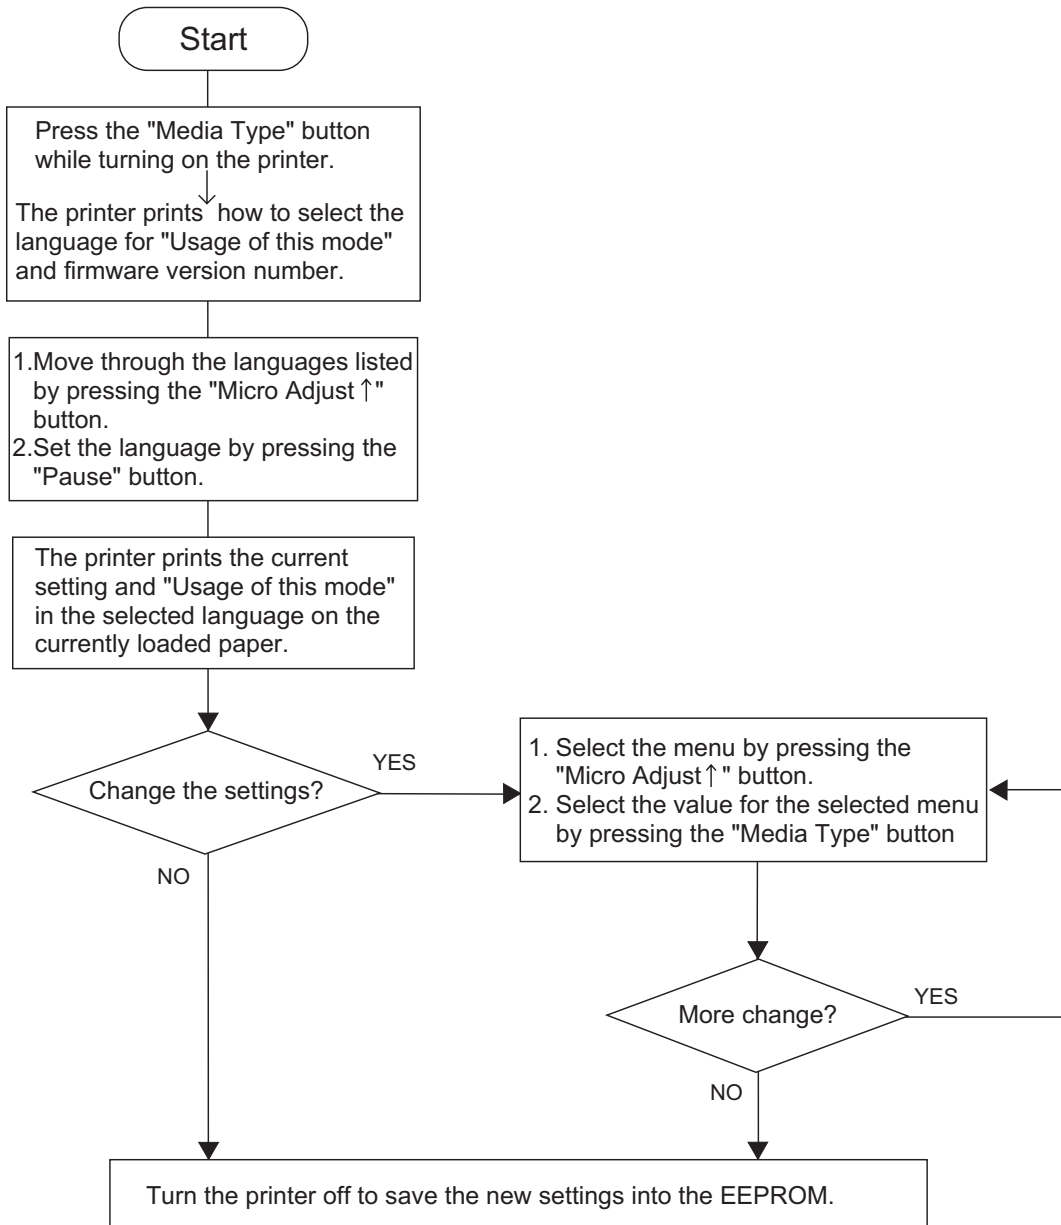 Start
Press the "Media Type" button
while turning on the printer.
The printer prints how to select the
language for "Usage of this mode"
and firmware version number.
1.Move through the languages listed
by pressing the "Micro Adjust ↑"
button.
2.Set the language by pressing the
"Pause" button.
The printer prints the current
setting and "Usage of this mode"
in the selected language on the
currently loaded paper.
Change the settings?
YES
NO
1. Select the menu by pressing the
"Micro Adjust ↑" button.
2. Select the value for the selected menu
by pressing the "Media Type" button
More change?
YES
NO
Turn the printer off to save the new settings into the EEPROM.